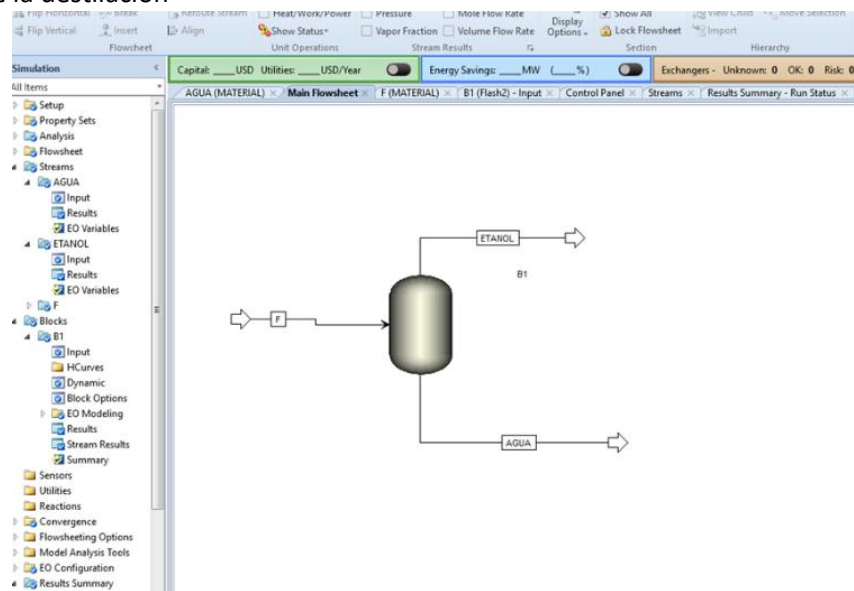 e la destilación
Flip Horizontal Break Reroute Stream Heat/Work/Power Pressure Mole Flow Rate Display Options Show All View Child Move Selection
Flip Vertical Insert Align Show Status Vapor Fraction Volume Flow Rate Lock Flowsheet Import
Flowsheet Unit Operations Stream Results Section Hierarchy
Simulation Capital: ____USD Utilities: ____USD/Year Energy Savings: ____MW (____%) Exchangers - Unknown: 0 OK: 0 Risk: 0
All Items AGUA (MATERIAL) Main Flowsheet F (MATERIAL) B1 (Flash2) - Input Control Panel Streams Results Summary - Run Status
Setup
Property Sets
Analysis
Flowsheet
Streams
AGUA
Input
Results
EO Variables
ETANOL
Input
Results
EO Variables
F
Blocks
B1
Input
HCurves
Dynamic
Block Options
EO Modeling
Results
Stream Results
Summary
Sensors
Utilities
Reactions
Convergence
Flowsheeting Options
Model Analysis Tools
EO Configuration
Results Summary
ETANOL
B1
F
AGUA